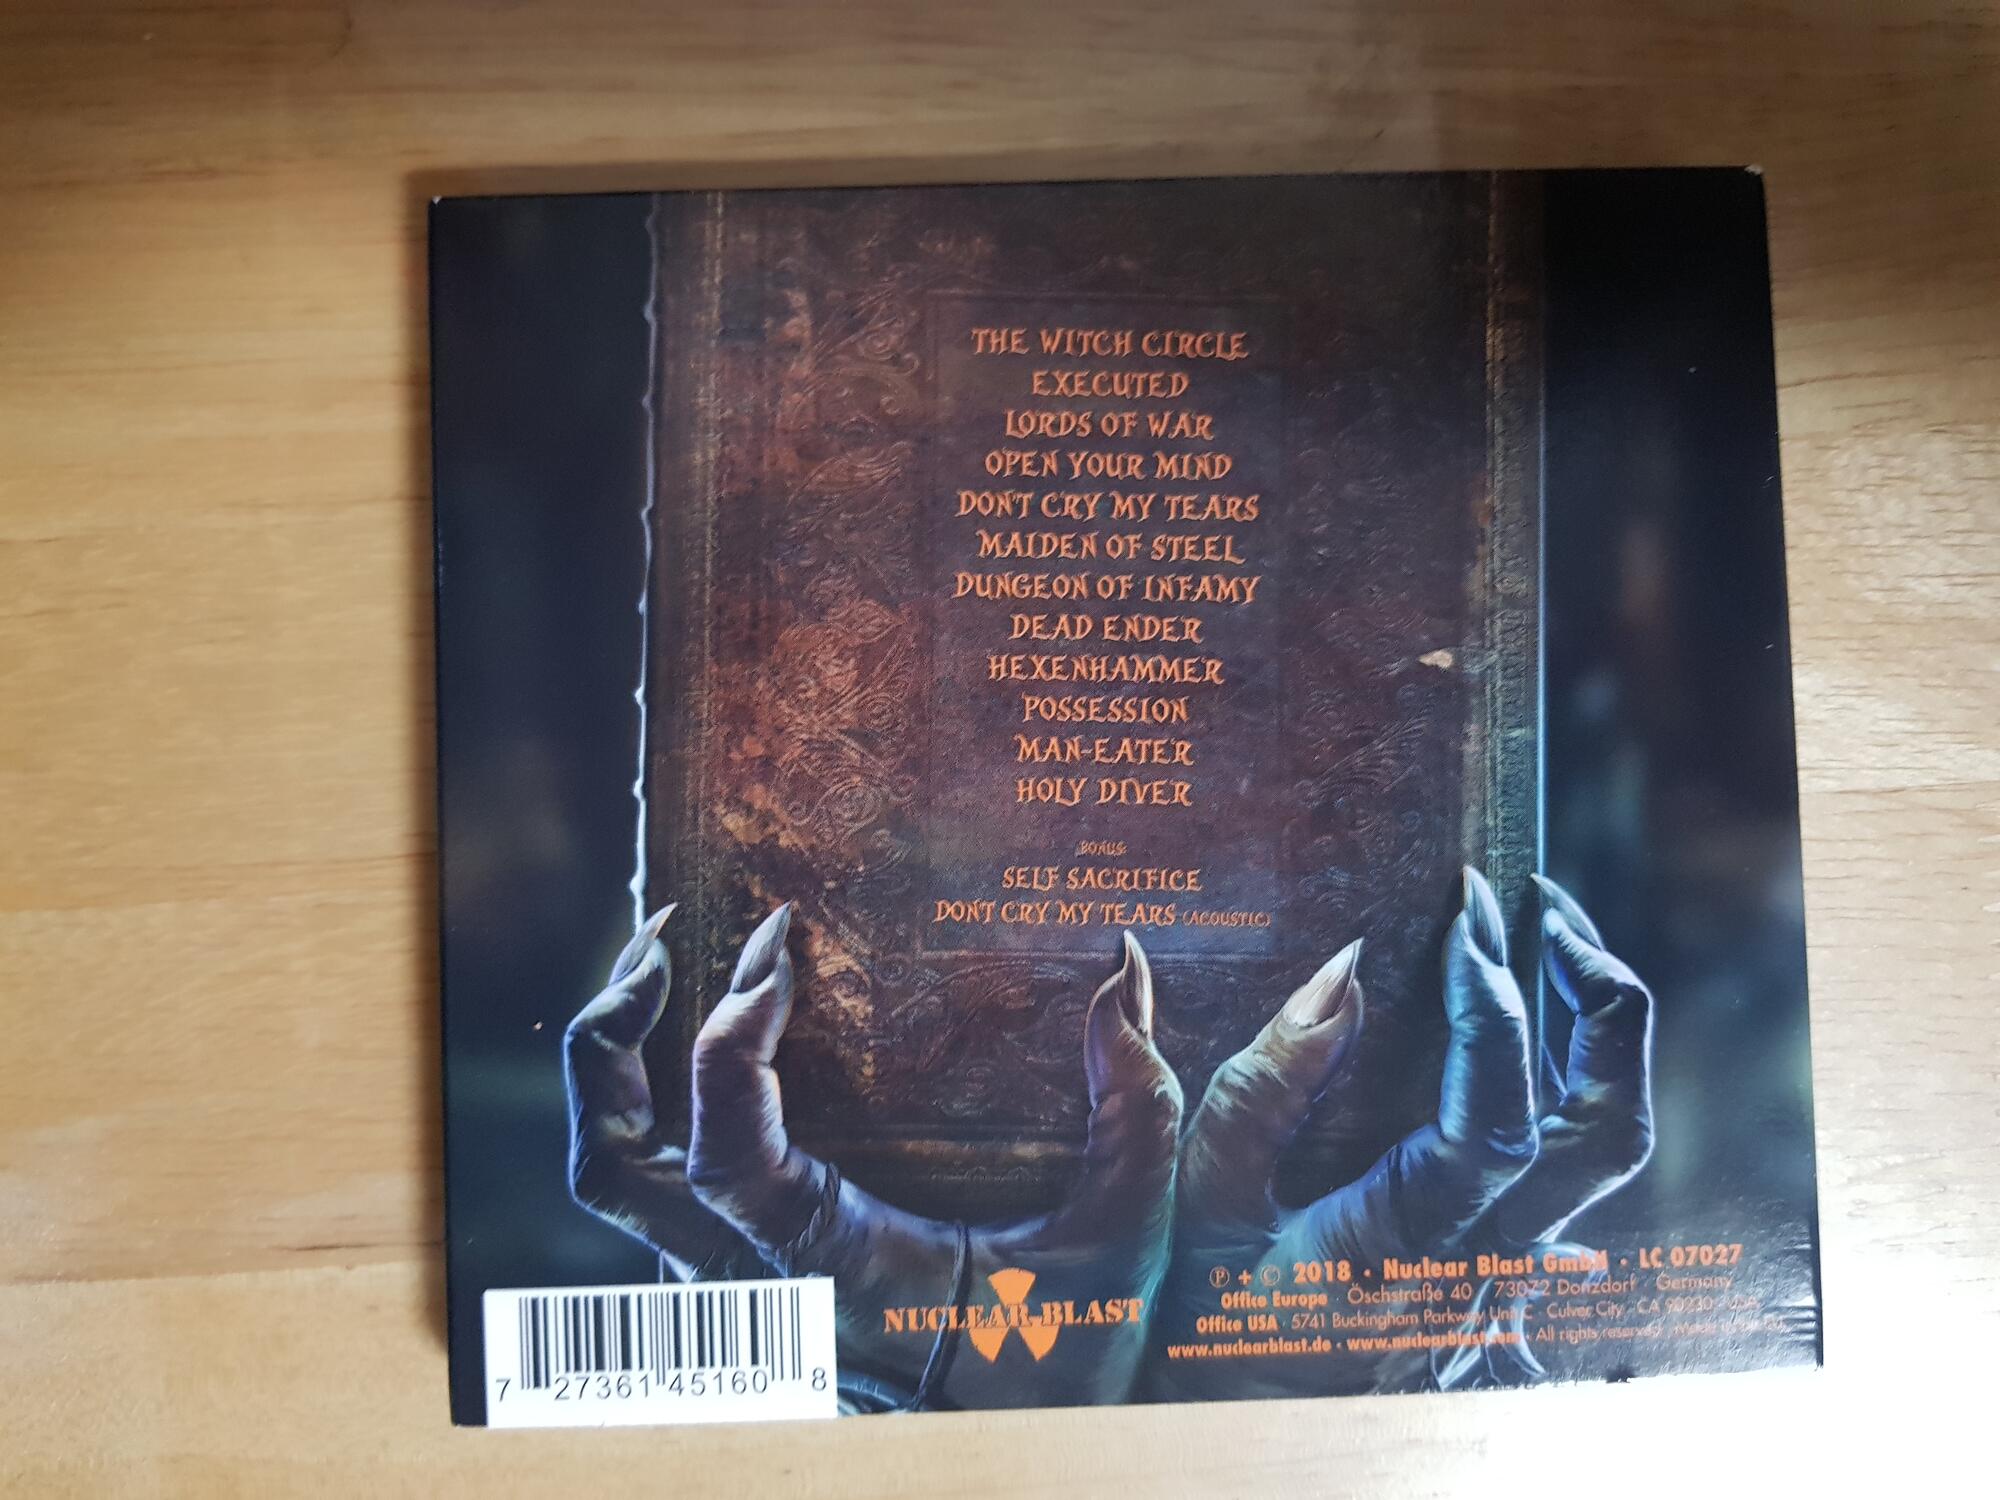 THE WITCH CIRCLE
EXECUTED
LORDS OF WAR
OPEN YOUR MIND
DON'T CRY MY TEARS
MAIDEN OF STEEL
DUNGEON OF INFAMY
DEAD ENDER
HEXENHAMMER
POSSESSION
MAN-EATER
HOLY DIVER
BONUS:
SELF SACRIFICE
DON'T CRY MY TEARS (ACOUSTIC)
7 27361 45160 8
NUCLEAR BLAST
℗ + © 2018 · Nuclear Blast GmbH · LC 07027
Office Europe · Öschstraße 40 · 73072 Donzdorf · Germany
Office USA · 5741 Buckingham Parkway Unit C · Culver City · CA 90230 · USA
www.nuclearblast.de · www.nuclearblast.com · All rights reserved · Made in